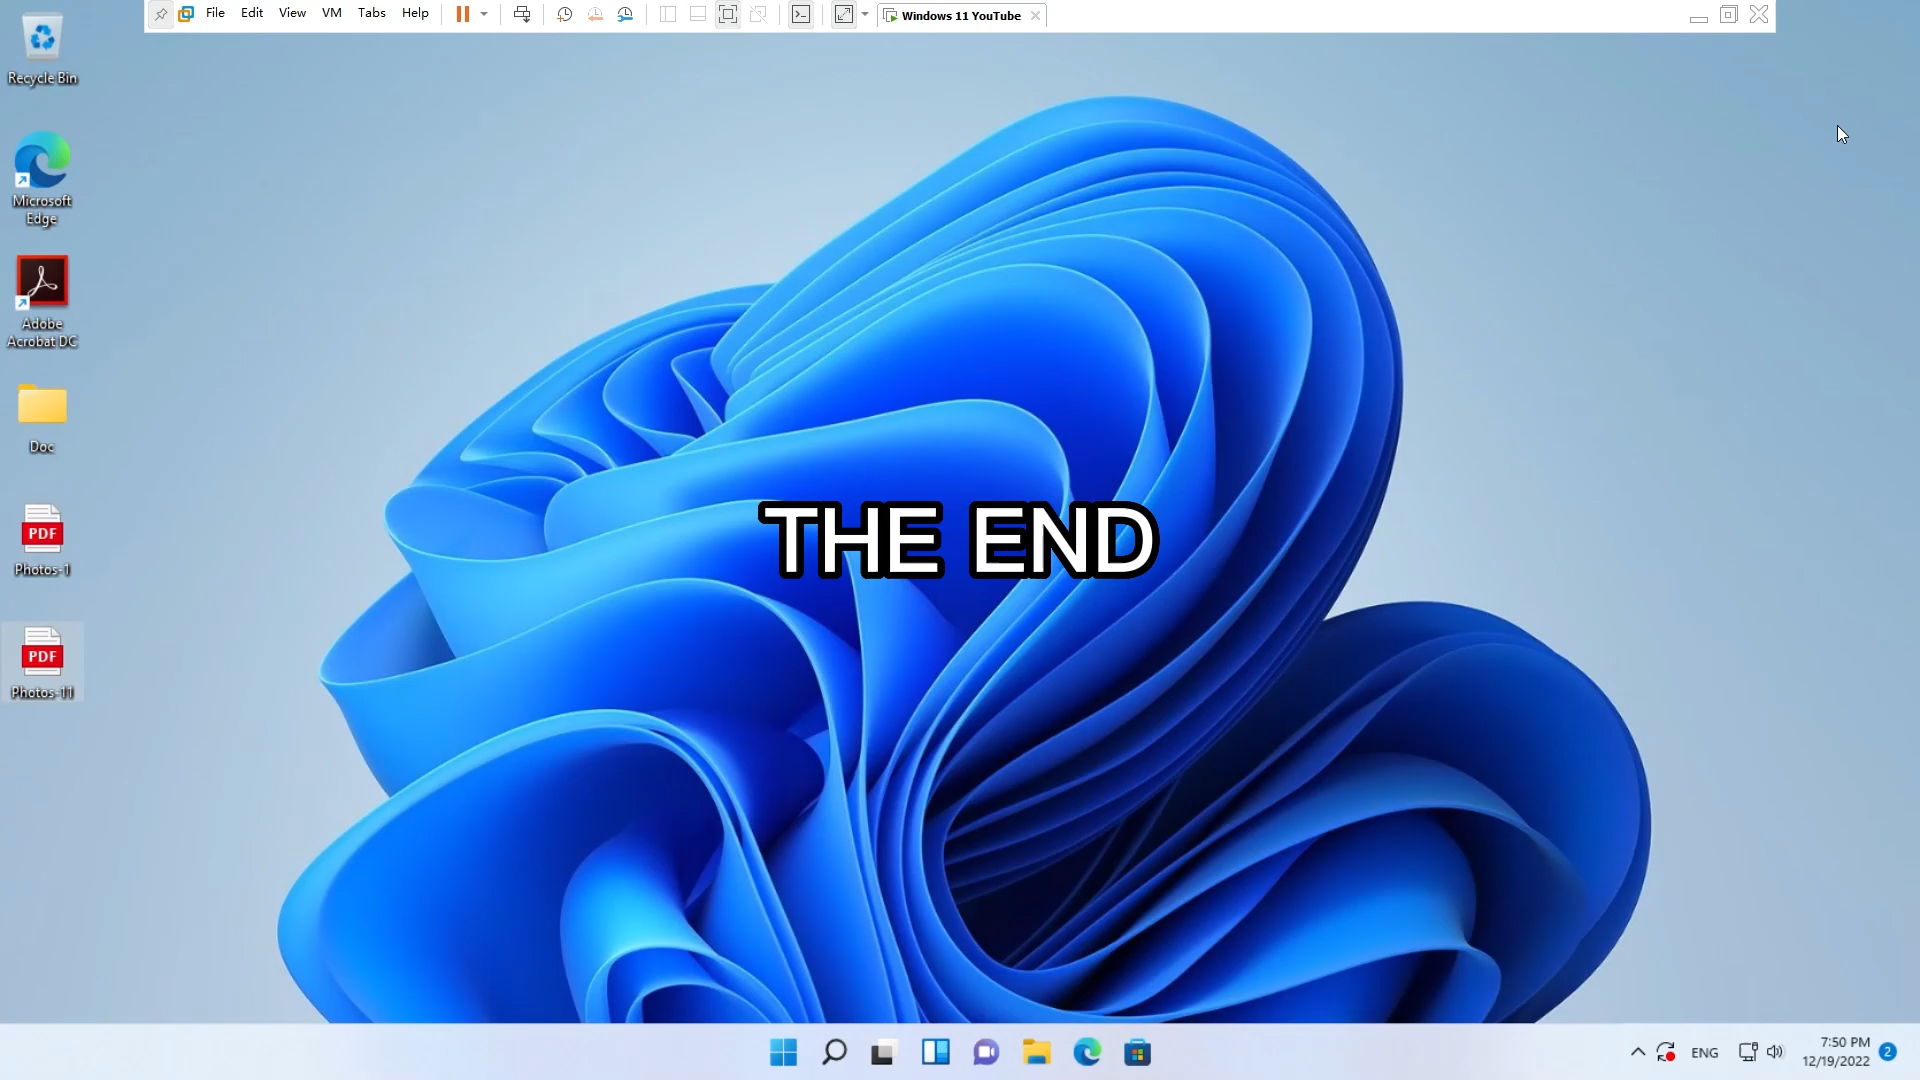 File Edit View VM Tabs Help Windows 11 YouTube
Recycle Bin
Microsoft
Edge
Adobe
Acrobat DC
Doc
PDF
Photos-1
PDF
Photos-11
THE END
ENG
7:50 PM
12/19/2022
2